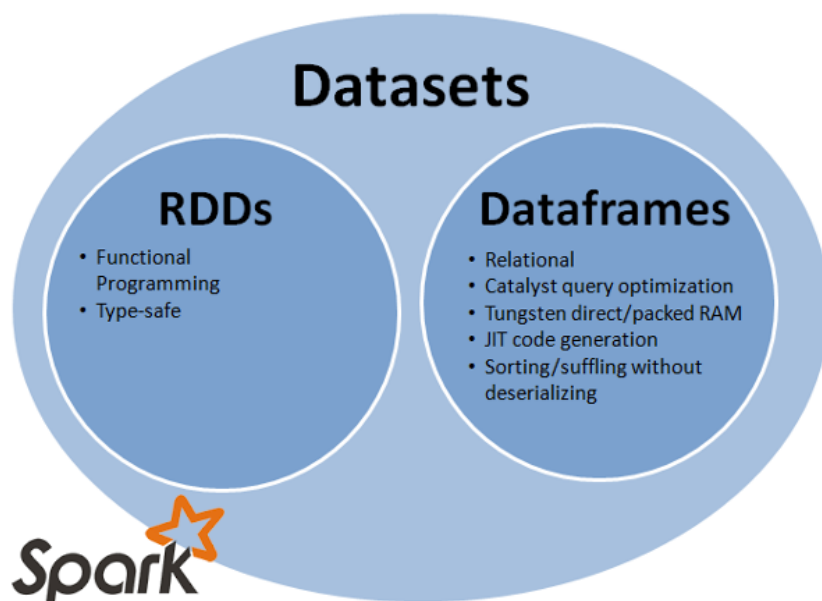 Datasets
RDDs
• Functional
Programming
• Type-safe
Dataframes
• Relational
• Catalyst query optimization
• Tungsten direct/packed RAM
• JIT code generation
• Sorting/suffling without
deserializing
Spark